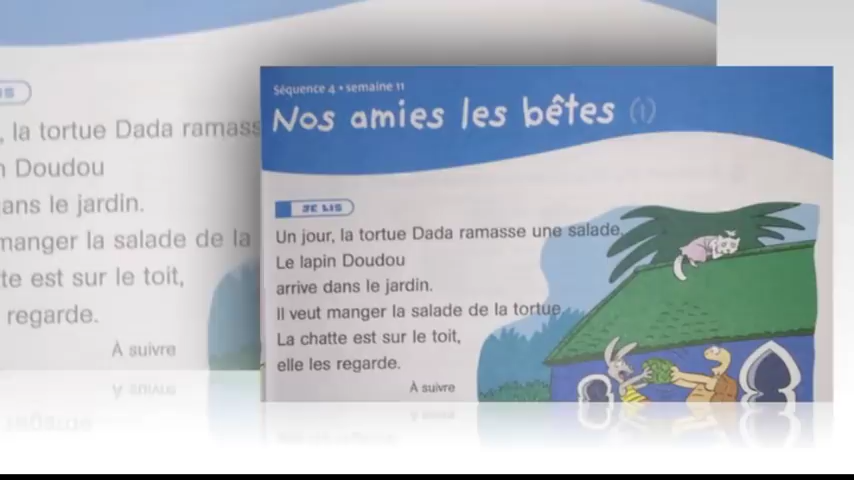 Séquence 4 • semaine 11
Nos amies les bêtes (1)
JE LIS
Un jour, la tortue Dada ramasse une salade.
Le lapin Doudou
arrive dans le jardin.
Il veut manger la salade de la tortue
La chatte est sur le toit,
elle les regarde.
À suivre
, la tortue Dada ramass
Doudou
ans le jardin.
manger la salade de la
te est sur le toit,
regarde.
À suivre